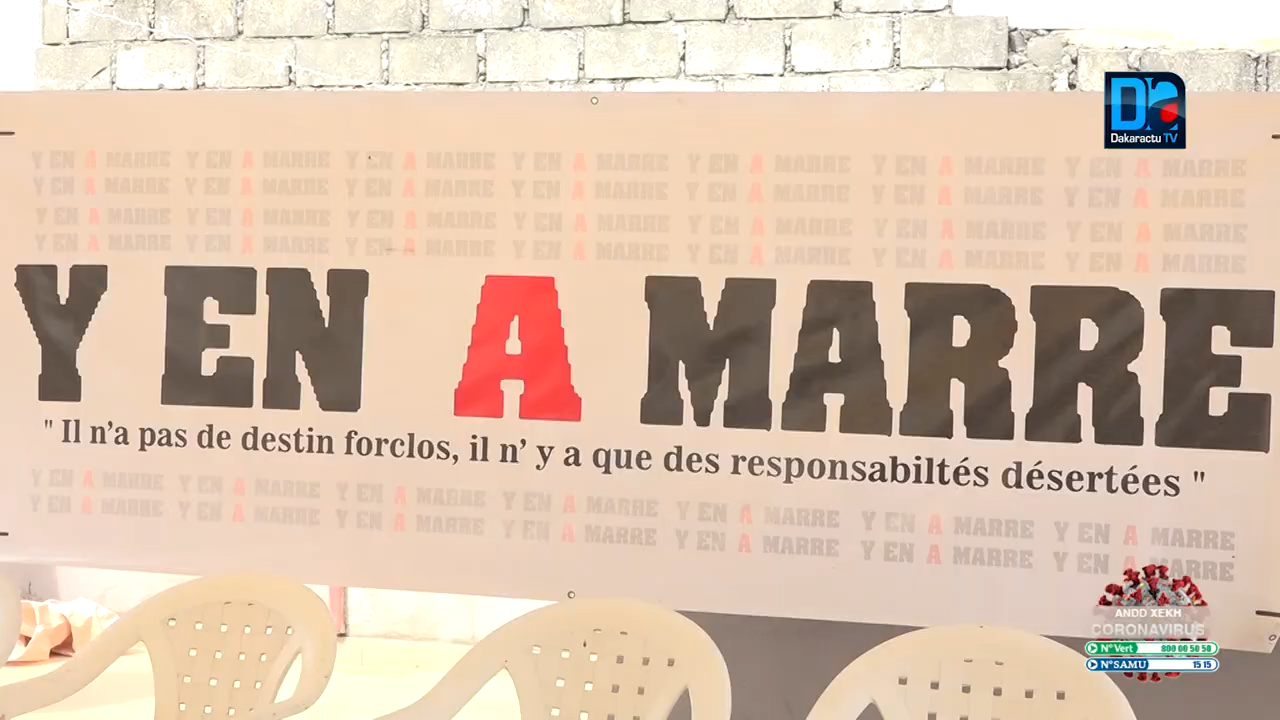 Dakaractu TV
Y EN A MARRE Y EN A MARRE Y EN A MARRE Y EN A MARRE Y EN A MARRE Y EN A MARRE Y EN A MARRE
Y EN A MARRE Y EN A MARRE Y EN A MARRE Y EN A MARRE Y EN A MARRE Y EN A MARRE Y EN A MARRE
Y EN A MARRE Y EN A MARRE Y EN A MARRE Y EN A MARRE Y EN A MARRE Y EN A MARRE Y EN A MARRE
Y EN A MARRE Y EN A MARRE Y EN A MARRE Y EN A MARRE Y EN A MARRE Y EN A MARRE Y EN A MARRE
Y EN A MARRE
" Il n'a pas de destin forclos, il n' y a que des responsabiltés désertées "
Y EN A MARRE Y EN A MARRE Y EN A MARRE Y EN A MARRE Y EN A MARRE Y EN A MARRE Y EN A MARRE
Y EN A MARRE Y EN A MARRE Y EN A MARRE Y EN A MARRE Y EN A MARRE Y EN A MARRE Y EN A MARRE
ANDD XEKH
CORONAVIRUS
N° Vert 800 00 50 50
N°SAMU 15 15